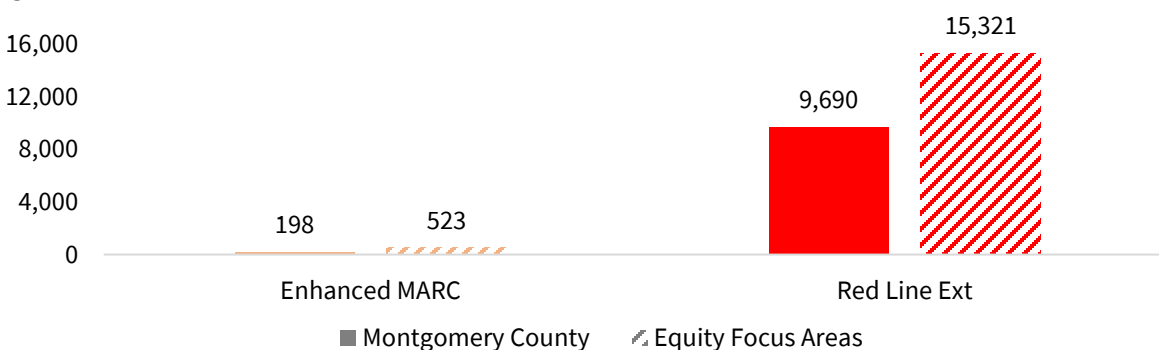 16,000
12,000
8,000
4,000
0
198
523
9,690
15,321
Enhanced MARC
Red Line Ext
Montgomery County
Equity Focus Areas